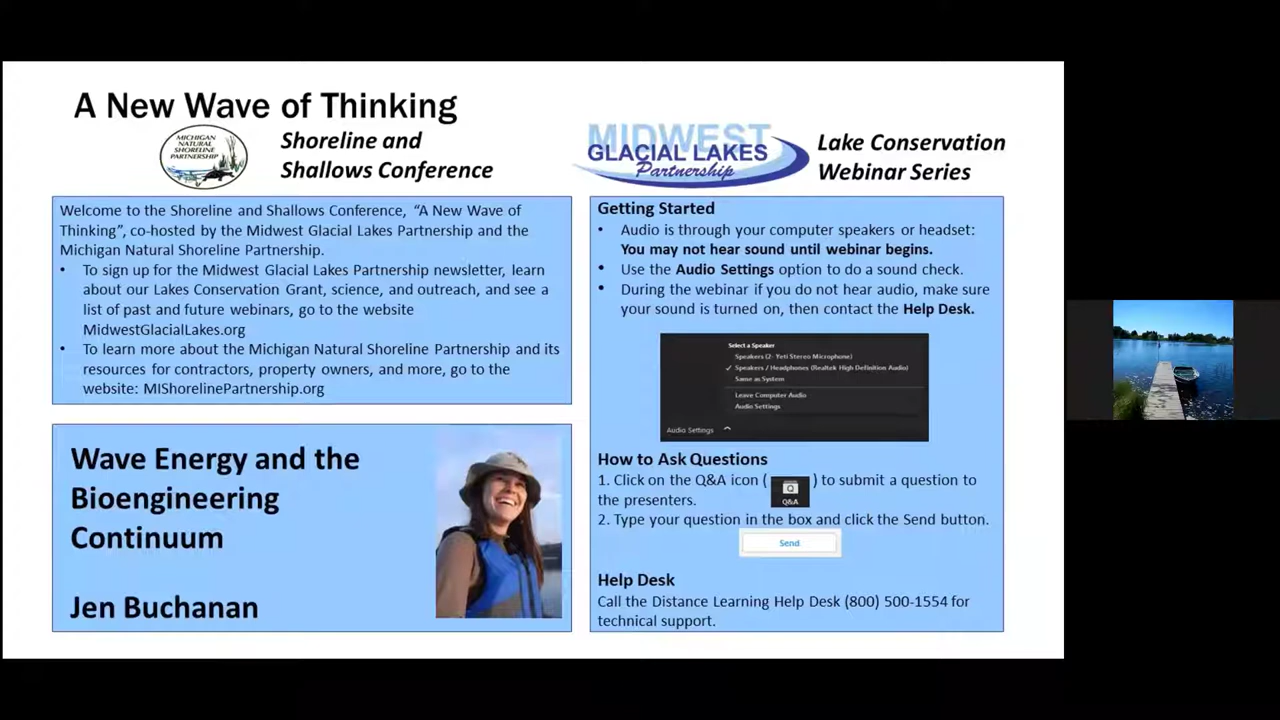 A New Wave of Thinking
MICHIGAN
NATURAL
SHORELINE
PARTNERSHIP
Shoreline and
Shallows Conference
MIDWEST
GLACIAL LAKES
Partnership
Lake Conservation
Webinar Series
Welcome to the Shoreline and Shallows Conference, “A New Wave of
Thinking”, co-hosted by the Midwest Glacial Lakes Partnership and the
Michigan Natural Shoreline Partnership.
• To sign up for the Midwest Glacial Lakes Partnership newsletter, learn
about our Lakes Conservation Grant, science, and outreach, and see a
list of past and future webinars, go to the website
MidwestGlacialLakes.org
• To learn more about the Michigan Natural Shoreline Partnership and its
resources for contractors, property owners, and more, go to the
website: MIShorelinePartnership.org
Wave Energy and the
Bioengineering
Continuum
Jen Buchanan
Getting Started
• Audio is through your computer speakers or headset:
You may not hear sound until webinar begins.
• Use the Audio Settings option to do a sound check.
• During the webinar if you do not hear audio, make sure
your sound is turned on, then contact the Help Desk.
Select a Speaker
Speakers (2- Yeti Stereo Microphone)
✓ Speakers / Headphones (Realtek High Definition Audio)
Same as System
Leave Computer Audio
Audio Settings
Audio Settings ^
How to Ask Questions
1. Click on the Q&A icon ( Q&A ) to submit a question to
the presenters.
2. Type your question in the box and click the Send button.
Send
Help Desk
Call the Distance Learning Help Desk (800) 500-1554 for
technical support.